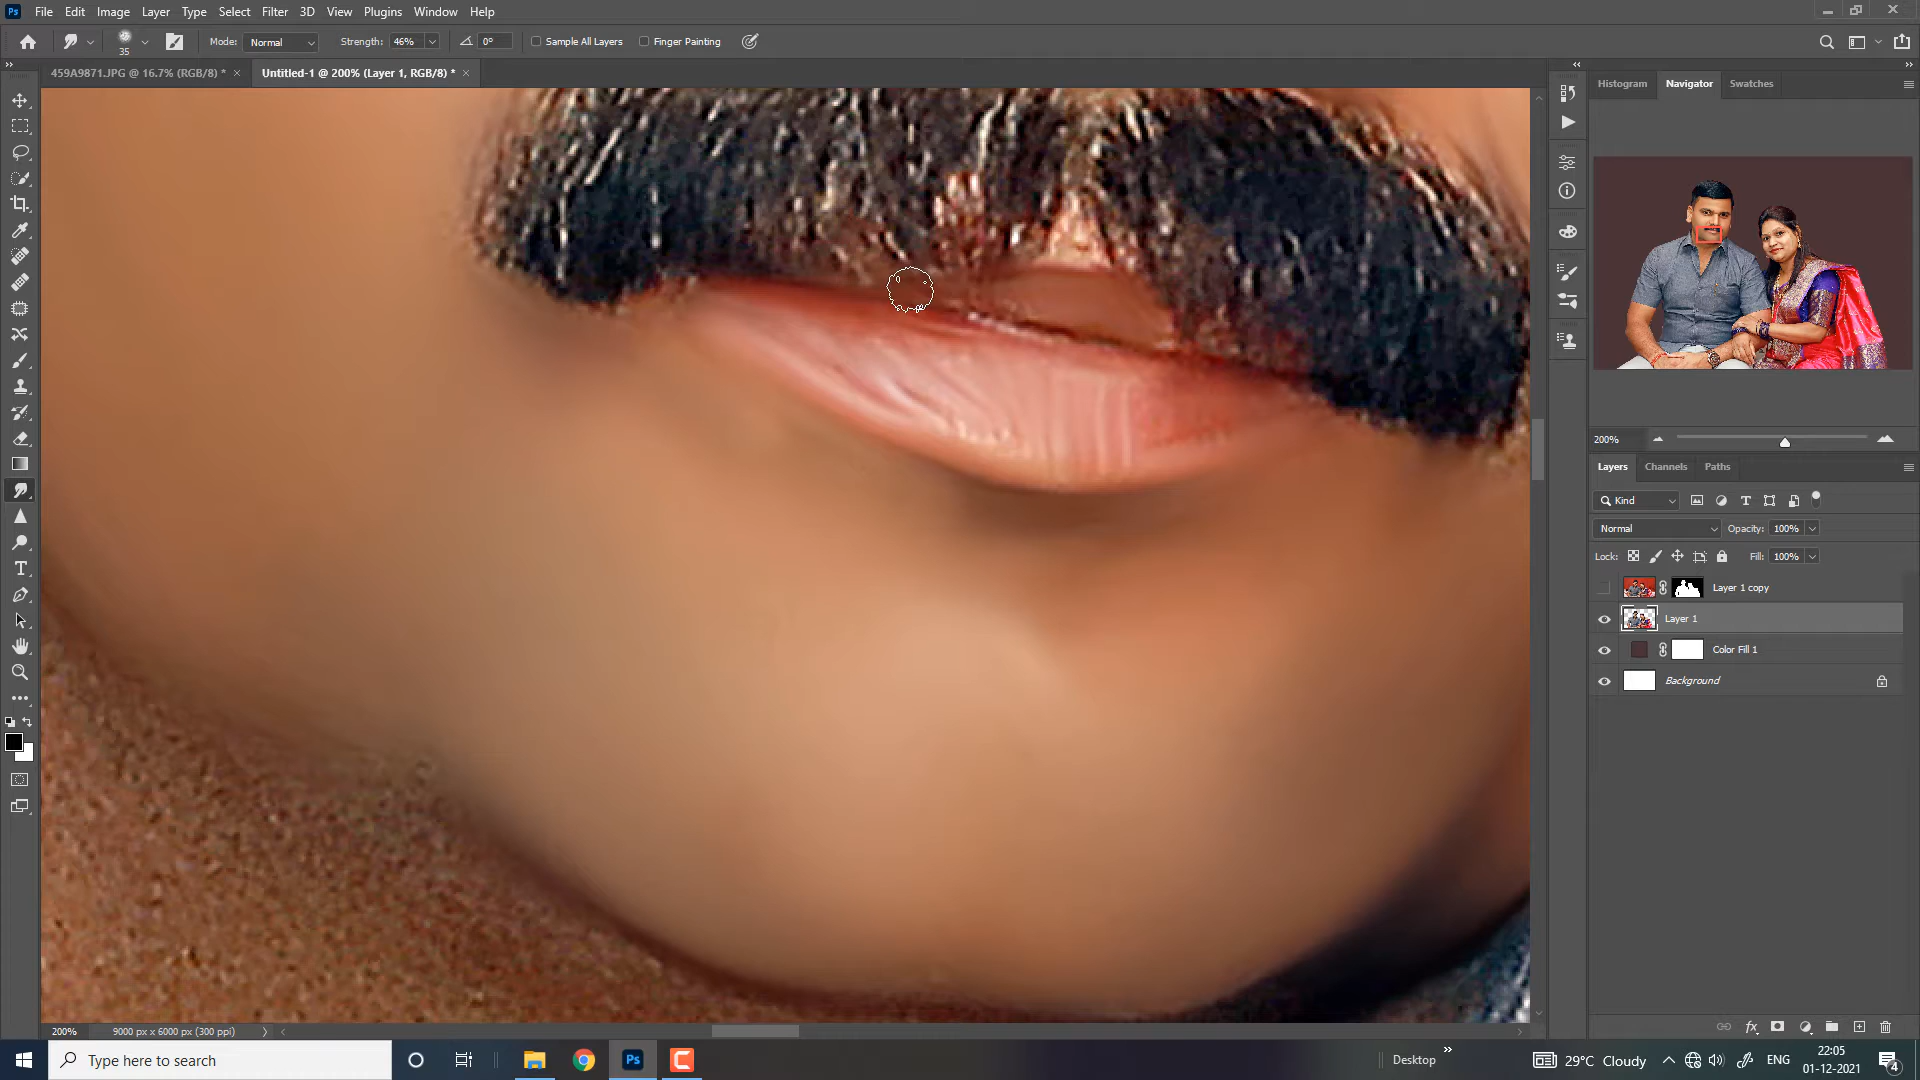 Ps File Edit Image Layer Type Select Filter 3D View Plugins Window Help
35 Mode: Normal Strength: 46% 0° Sample All Layers Finger Painting
459A9871.JPG @ 16.7% (RGB/8) * × Untitled-1 @ 200% (Layer 1, RGB/8) * ×
Histogram Navigator Swatches
200%
Layers Channels Paths
Kind
Normal Opacity: 100%
Lock: Fill: 100%
Layer 1 copy
Layer 1
Color Fill 1
Background
200% 9000 px x 6000 px (300 ppi)
Type here to search
Ps
Desktop
29°C Cloudy
ENG
22:05
01-12-2021
4